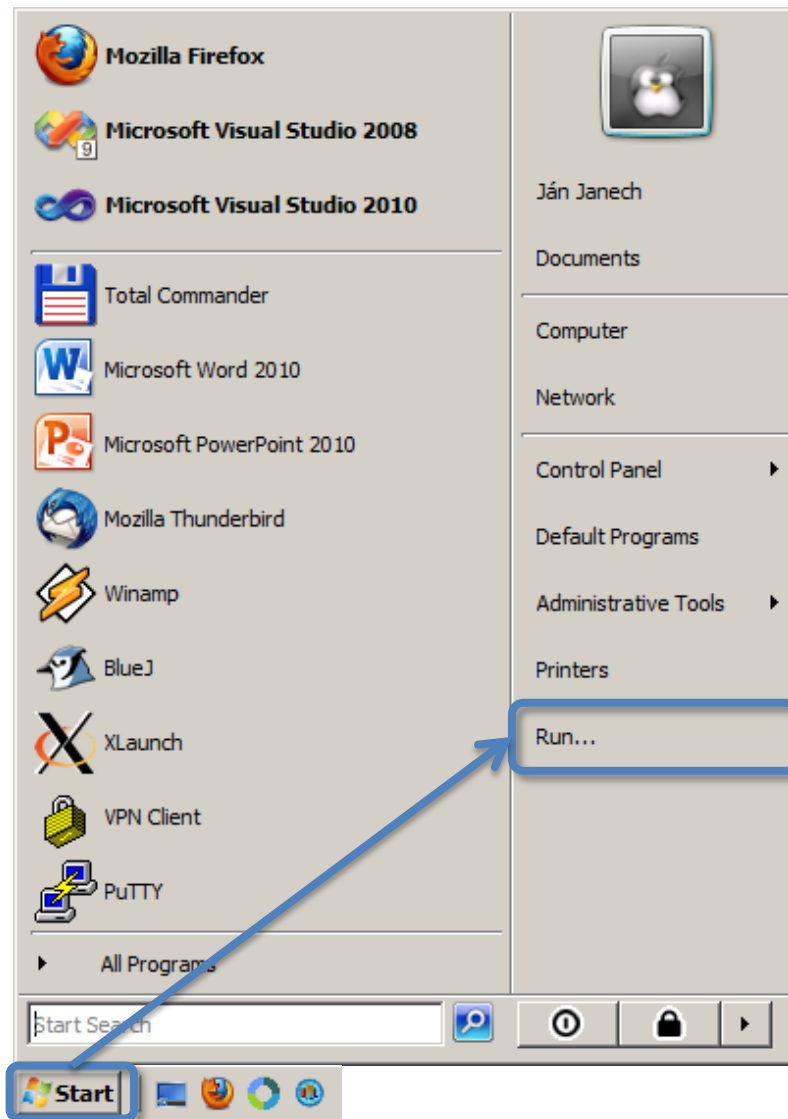 Mozilla Firefox
Microsoft Visual Studio 2008
9
Microsoft Visual Studio 2010
Total Commander
Microsoft Word 2010
Microsoft PowerPoint 2010
Mozilla Thunderbird
Winamp
BlueJ
XLaunch
VPN Client
PuTTY
All Programs
Start Search
Ján Janech
Documents
Computer
Network
Control Panel
Default Programs
Administrative Tools
Printers
Run...
Start